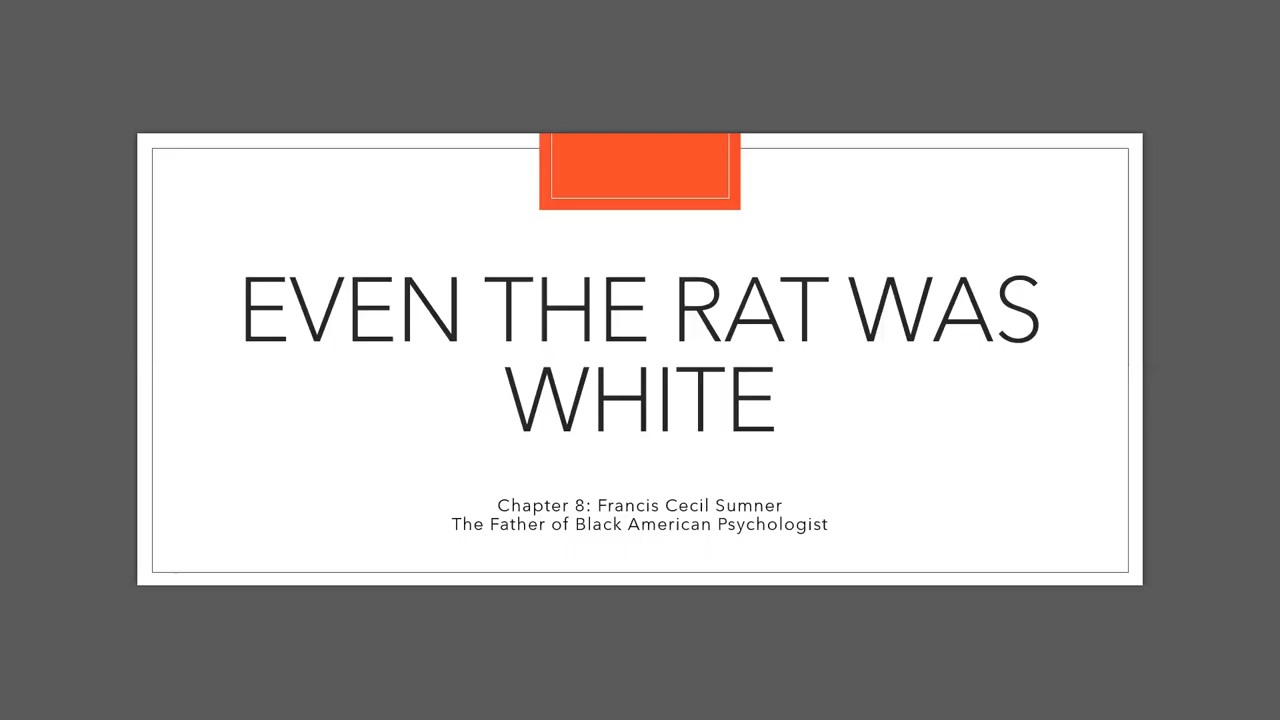 EVEN THE RAT WAS
WHITE
Chapter 8: Francis Cecil Sumner
The Father of Black American Psychologist